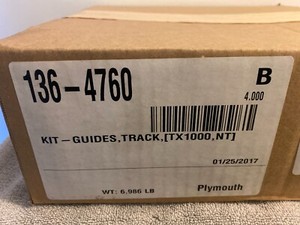 136-4760 B
4.000
KIT-GUIDES,TRACK,[TX1000,NT]
01/25/2017
WT: 6.986 LB Plymouth